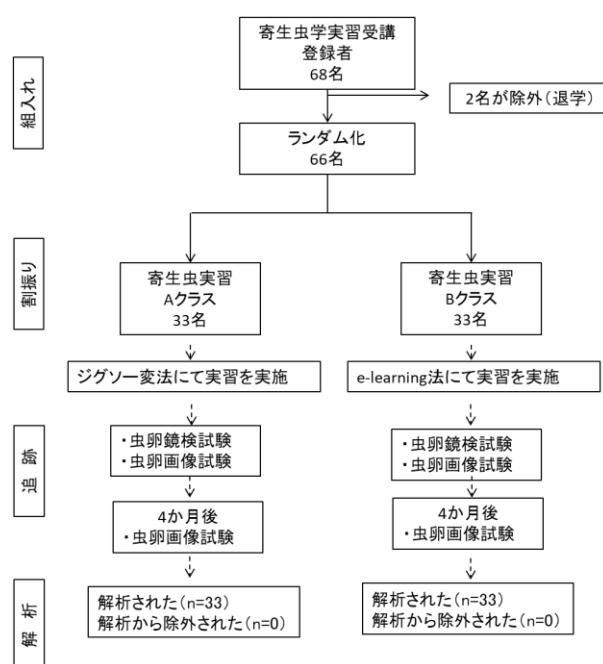 寄生虫学実習受講
登録者
68名
2名が除外（退学）
組入れ
ランダム化
66名
割振り
寄生虫実習
Aクラス
33名
寄生虫実習
Bクラス
33名
ジグソー変法にて実習を実施
e-learning法にて実習を実施
追 跡
・虫卵鏡検試験
・虫卵画像試験
・虫卵鏡検試験
・虫卵画像試験
4か月後
・虫卵画像試験
4か月後
・虫卵画像試験
解 析
解析された(n=33)
解析から除外された(n=0)
解析された(n=33)
解析から除外された(n=0)